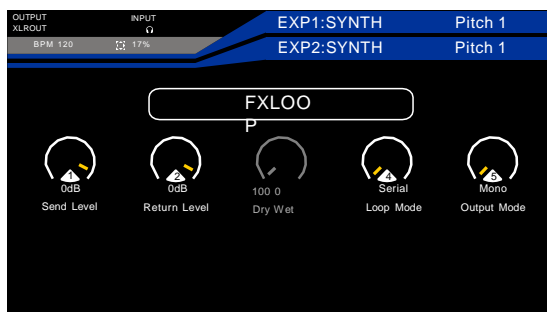 OUTPUT INPUT
XLROUT
EXP1:SYNTH Pitch 1
BPM 120 17%
EXP2:SYNTH Pitch 1
FXLOO
P
1 2 4 5
0dB 0dB 100 0 Serial Mono
Send Level Return Level Dry Wet Loop Mode Output Mode